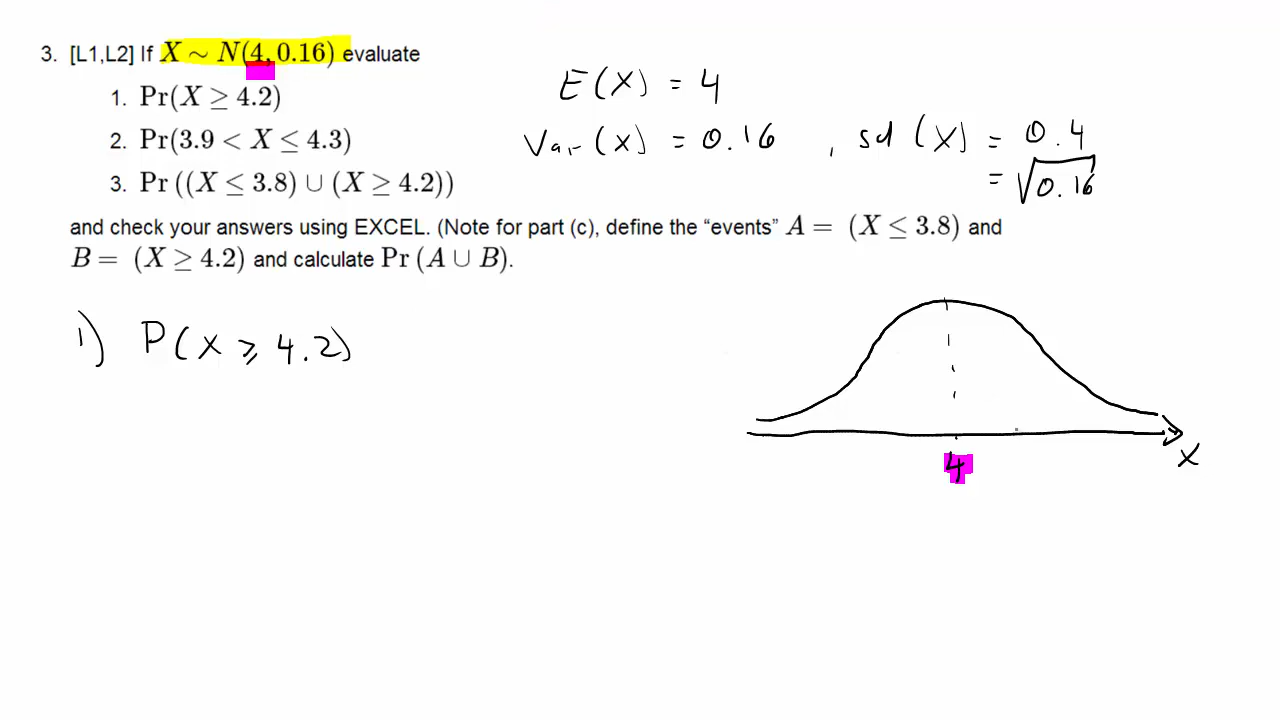 3. [L1,L2] If X ∼ N(4, 0.16) evaluate
1. Pr(X ≥ 4.2)
2. Pr(3.9 < X ≤ 4.3)
3. Pr((X ≤ 3.8) ∪ (X ≥ 4.2))
E(X) = 4
Var(X) = 0.16 , sd(X) = 0.4
= √0.16
and check your answers using EXCEL. (Note for part (c), define the “events” A = (X ≤ 3.8) and
B = (X ≥ 4.2) and calculate Pr (A ∪ B).
1) P(X ≥ 4.2)
4
X